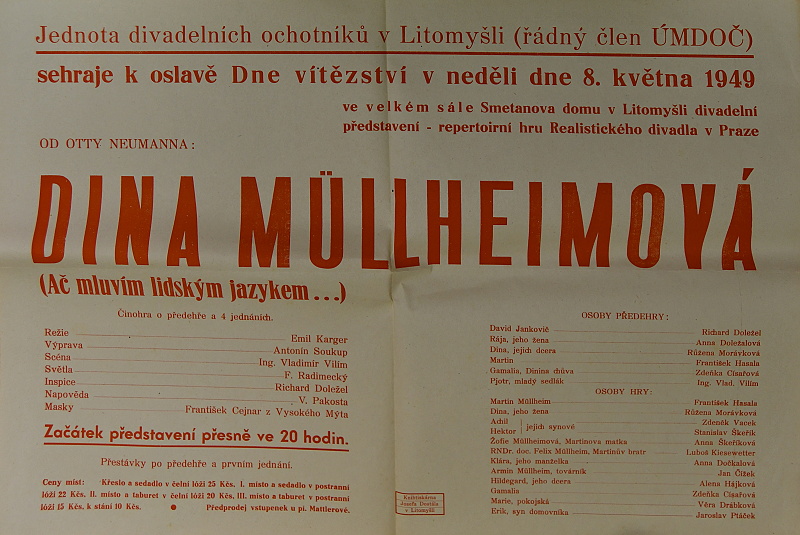 Jednota divadelních ochotníků v Litomyšli (řádný člen ÚMDOČ)
sehraje k oslavě Dne vítězství v neděli dne 8. května 1949
ve velkém sále Smetanova domu v Litomyšli divadelní
představení - repertoirní hru Realistického divadla v Praze
OD OTTY NEUMANNA:
DINA MÜLLHEIMOVÁ
(Ač mluvím lidským jazykem...)
Činohra o předehře a 4 jednáních.
Režie Emil Karger
Výprava Antonín Soukup
Scéna Ing. Vladimír Vilím
Světla F. Radimecký
Inspice Richard Doležel
Nápověda V. Pakosta
Masky František Cejnar z Vysokého Mýta
Začátek představení přesně ve 20 hodin.
Přestávky po předehře a prvním jednání.
Ceny míst: Křeslo a sedadlo v čelní lóži 25 Kčs, I. místo a sedadlo v postranní
lóži 22 Kčs, II. místo a taburet v čelní lóži 20 Kčs, III. místo a taburet v postranní
lóži 15 Kčs, k stání 10 Kčs. ● Předprodej vstupenek u pí. Mattlerové.
OSOBY PŘEDEHRY:
David Jankovič Richard Doležel
Rája, jeho žena Anna Doležalová
Dina, jejich dcera Růžena Morávková
Martin František Hasala
Gamalia, Dinina chůva Zdeňka Císařová
Pjotr, mladý sedlák Ing. Vlad. Vilím
OSOBY HRY:
Martin Müllheim František Hasala
Dina, jeho žena Růžena Morávková
Achil Zdeněk Vacek
Hektor jejich synové Stanislav Škeřík
Žofie Müllheimová, Martinova matka Anna Škeříková
RNDr. doc. Felix Müllheim, Martinův bratr Luboš Kiesewetter
Klára, jeho manželka Anna Dočkalová
Armin Müllheim, továrník Jan Čížek
Hildegard, jeho dcera Alena Hájková
Gamalia Zdeňka Císařová
Marie, pokojská Věra Drábková
Erik, syn domovníka Jaroslav Ptáček
Knihtiskárna
Josefa Dostála
v Litomyšli